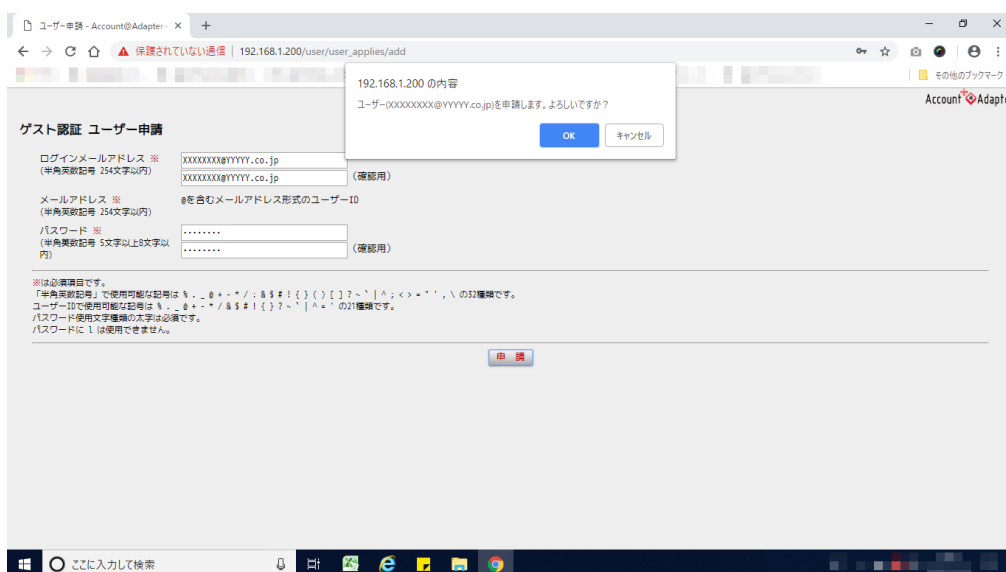 ユーザー申請 - Account@Adapter+
保護されていない通信 | 192.168.1.200/user/user_applies/add
その他のブックマーク
192.168.1.200 の内容
ユーザー(XXXXXXXX@YYYYY.co.jp)を申請します。よろしいですか？
OK キャンセル
Account@Adapt
ゲスト認証 ユーザー申請
ログインメールアドレス ※ XXXXXXXX@YYYYY.co.jp
(半角英数記号 254文字以内)
XXXXXXXX@YYYYY.co.jp (確認用)
メールアドレス ※ @を含むメールアドレス形式のユーザーID
(半角英数記号 254文字以内)
パスワード ※ ........
(半角英数記号 5文字以上8文字以内)
........ (確認用)
※は必須項目です。
「半角英数記号」で使用可能な記号は % . _ @ + - * / : & $ # ! { } ( ) [ ] ? ~ ` | ^ ; < > = " ' , \ の32種類です。
ユーザーIDで使用可能な記号は % . _ @ + - * / & $ # ! { } ? ~ ` | ^ = ' の21種類です。
パスワード使用文字種類の太字は必須です。
パスワードに l は使用できません。
申 請
ここに入力して検索